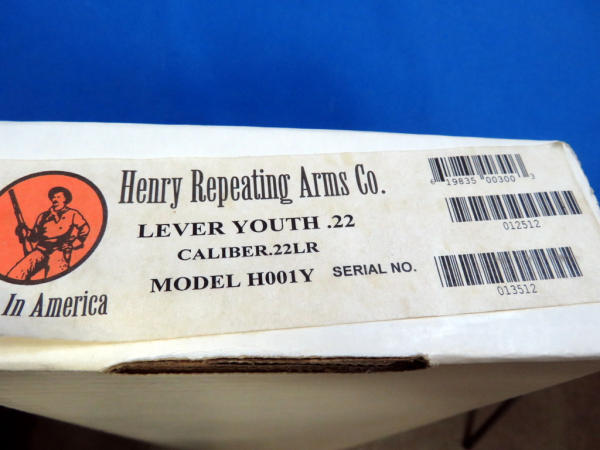 Henry Repeating Arms Co.
LEVER YOUTH .22
CALIBER.22LR
MODEL H001Y SERIAL NO.
In America
6 19835 00300 3
012512
013512